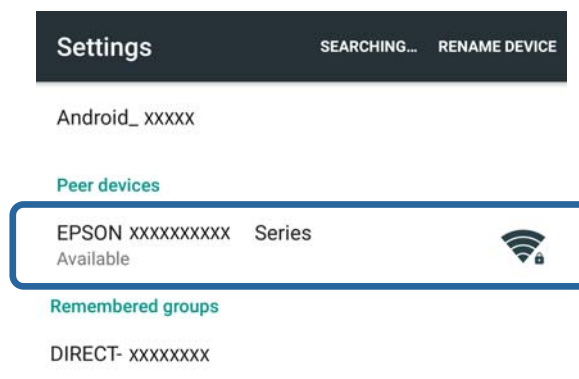 Settings SEARCHING... RENAME DEVICE
Android_ xxxxx
Peer devices
EPSON xxxxxxxxxx Series
Available
Remembered groups
DIRECT- xxxxxxxx